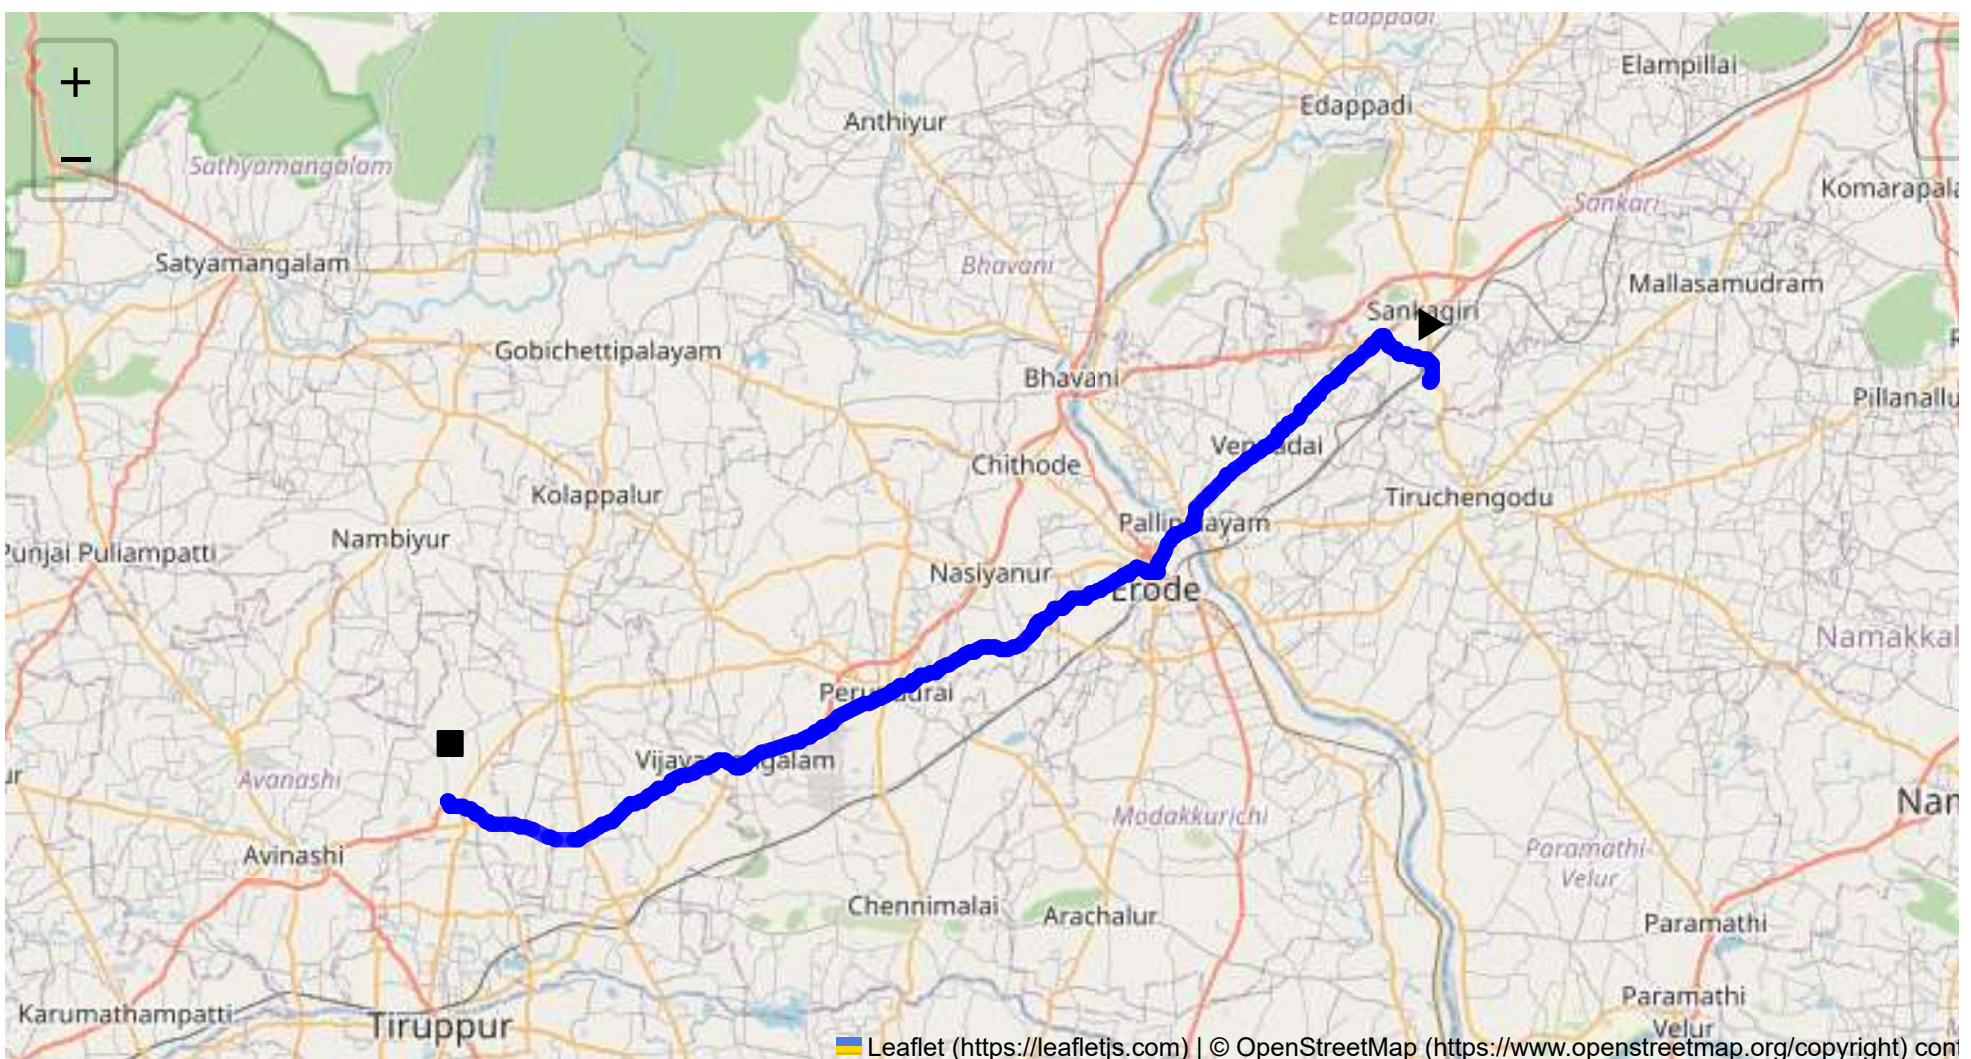 +
−
Edappadi
Elampillai
Edappadi
Anthiyur
Sathyamangalam
Komarapala
Sankari
Satyamangalam
Bhavani
Mallasamudram
Sankagiri
Gobichettipalayam
Bhavani
Pillanallu
Chithode
Kolappalur
Tiruchengodu
Nambiyur
Punjai Puliampatti
Nasiyanur
Erode
Namakkal
Avanashi
Nam
Modakkurichi
Avinashi
Paramathi-
Velur
Chennimalai
Arachalur
Paramathi
Karumathampatti
Tiruppur
Paramathi
Velur
Leaflet (https://leafletjs.com) | © OpenStreetMap (https://www.openstreetmap.org/copyright) con